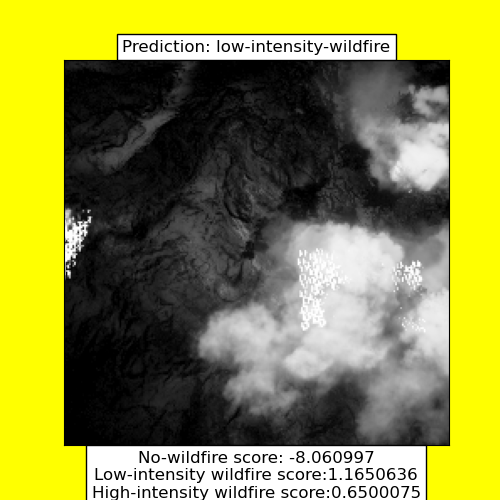 Prediction: low-intensity-wildfire
No-wildfire score: -8.060997
Low-intensity wildfire score:1.1650636
High-intensity wildfire score:0.6500075